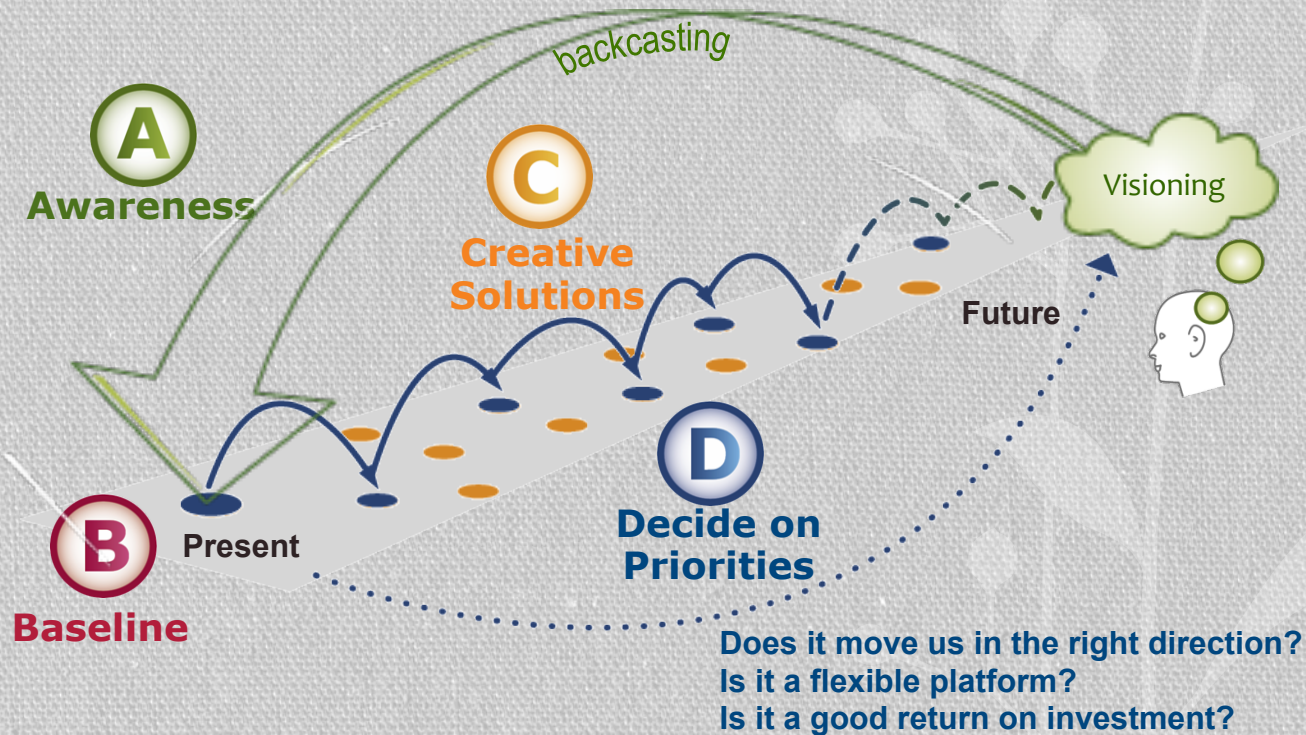 backcasting
A
Awareness
C
Creative
Solutions
Visioning
Future
D
Decide on
Priorities
B
Present
Baseline
Does it move us in the right direction?
Is it a flexible platform?
Is it a good return on investment?